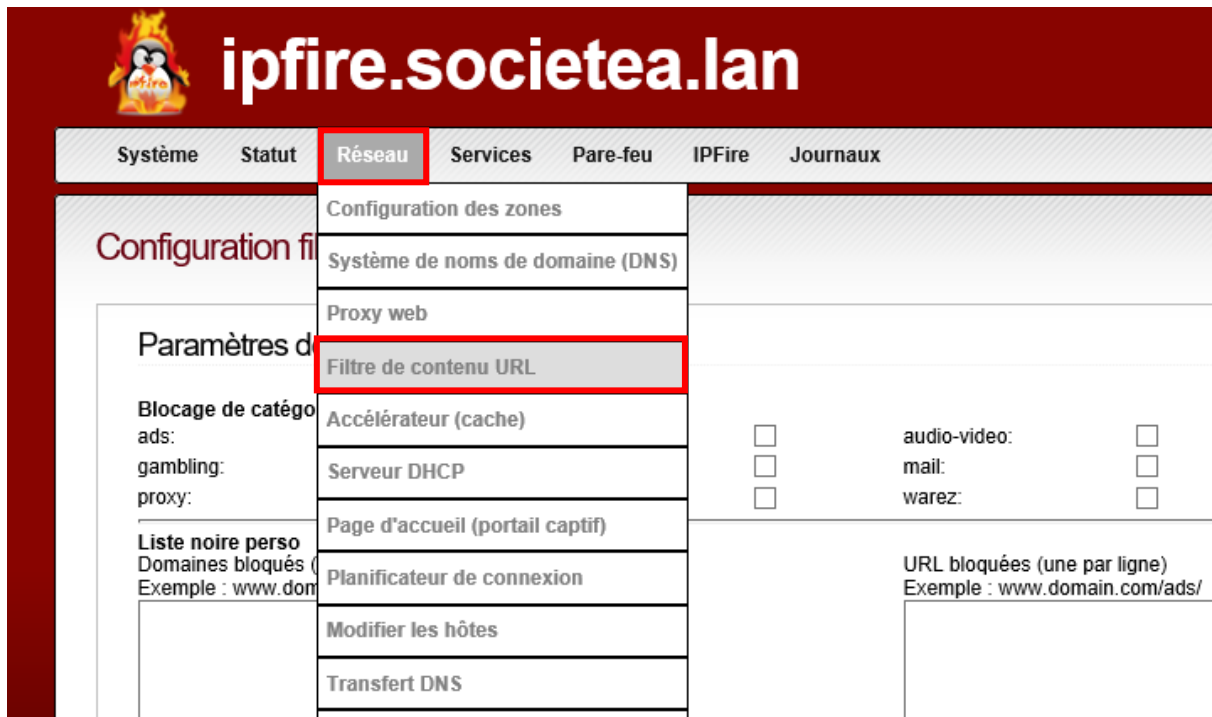 ipfire.societea.lan
Système Statut Réseau Services Pare-feu IPFire Journaux
Configuration des zones
Configuration fi
Système de noms de domaine (DNS)
Proxy web
Paramètres d
Filtre de contenu URL
Blocage de catégo
Accélérateur (cache)
ads:
audio-video:
gambling:
Serveur DHCP
mail:
proxy:
warez:
Page d'accueil (portail captif)
Liste noire perso
Domaines bloqués (
URL bloquées (une par ligne)
Planificateur de connexion
Exemple : www.dom
Exemple : www.domain.com/ads/
Modifier les hôtes
Transfert DNS